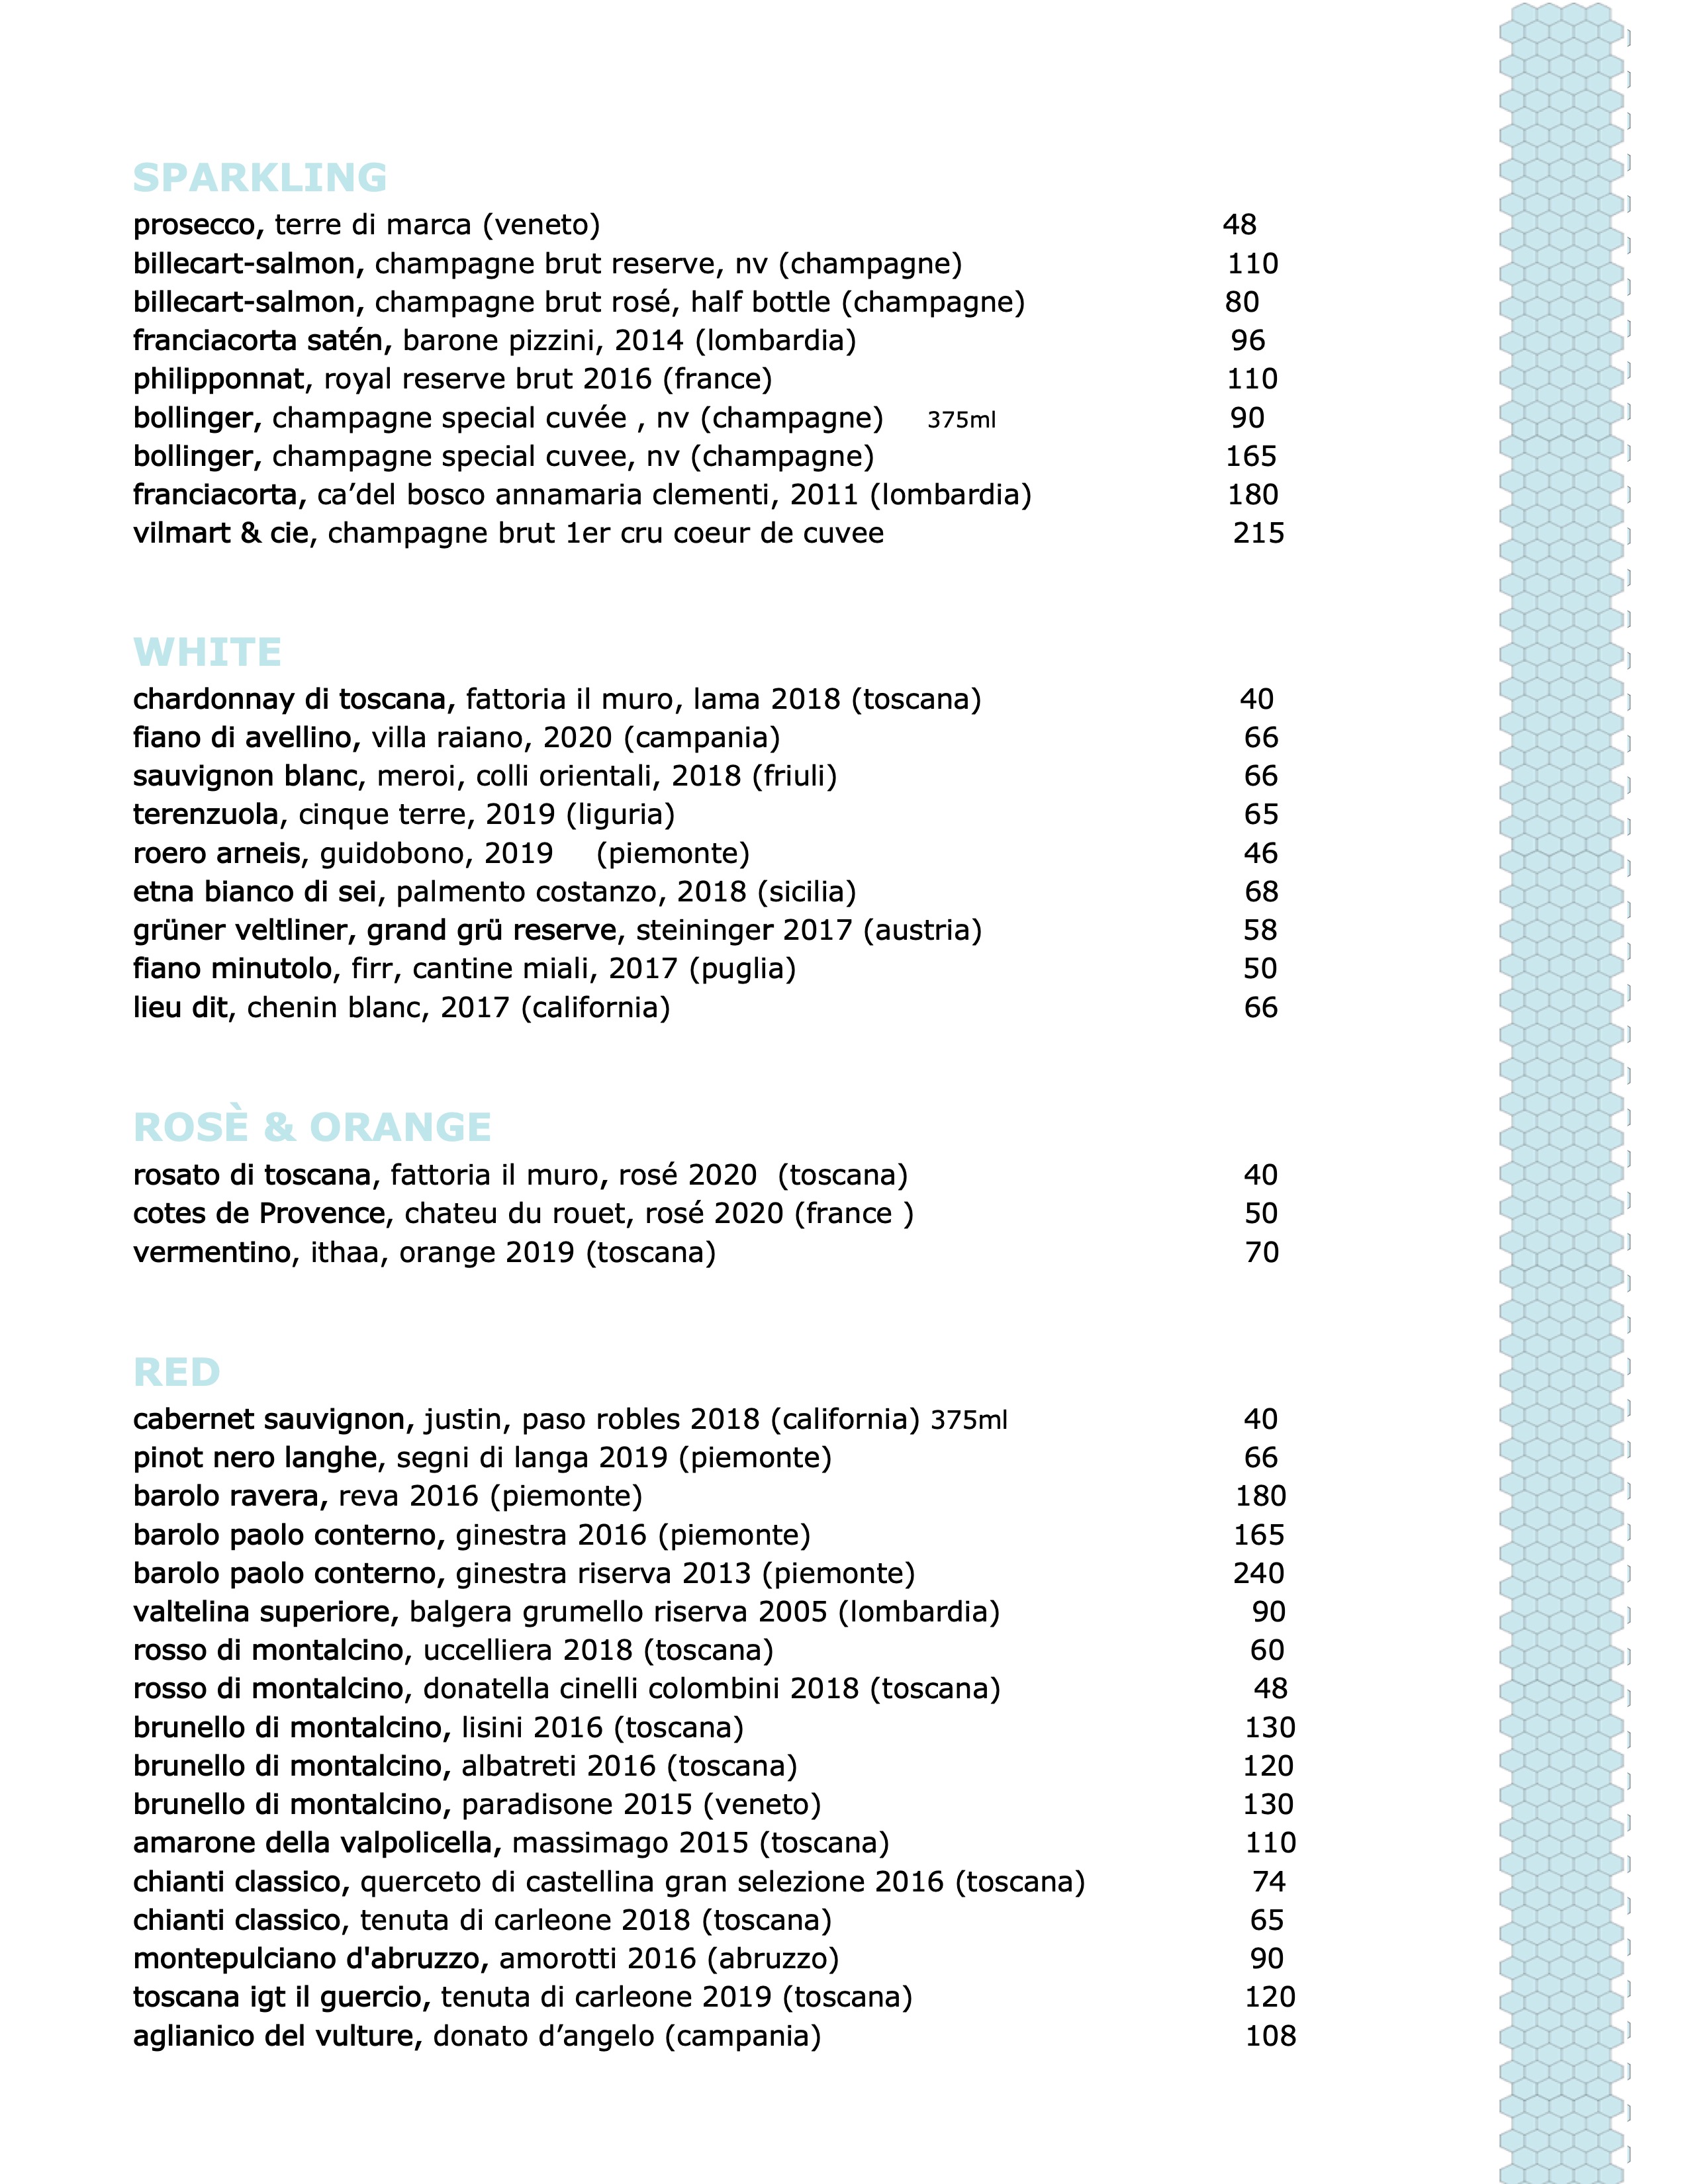 SPARKLING
prosecco, terre di marca (veneto) 48
billecart-salmon, champagne brut reserve, nv (champagne) 110
billecart-salmon, champagne brut rosé, half bottle (champagne) 80
franciacorta satén, barone pizzini, 2014 (lombardia) 96
philipponnat, royal reserve brut 2016 (france) 110
bollinger, champagne special cuvée , nv (champagne) 375ml 90
bollinger, champagne special cuvee, nv (champagne) 165
franciacorta, ca’del bosco annamaria clementi, 2011 (lombardia) 180
vilmart & cie, champagne brut 1er cru coeur de cuvee 215
WHITE
chardonnay di toscana, fattoria il muro, lama 2018 (toscana) 40
fiano di avellino, villa raiano, 2020 (campania) 66
sauvignon blanc, meroi, colli orientali, 2018 (friuli) 66
terenzuola, cinque terre, 2019 (liguria) 65
roero arneis, guidobono, 2019 (piemonte) 46
etna bianco di sei, palmento costanzo, 2018 (sicilia) 68
grüner veltliner, grand grü reserve, steininger 2017 (austria) 58
fiano minutolo, firr, cantine miali, 2017 (puglia) 50
lieu dit, chenin blanc, 2017 (california) 66
ROSÈ & ORANGE
rosato di toscana, fattoria il muro, rosé 2020 (toscana) 40
cotes de Provence, chateu du rouet, rosé 2020 (france ) 50
vermentino, ithaa, orange 2019 (toscana) 70
RED
cabernet sauvignon, justin, paso robles 2018 (california) 375ml 40
pinot nero langhe, segni di langa 2019 (piemonte) 66
barolo ravera, reva 2016 (piemonte) 180
barolo paolo conterno, ginestra 2016 (piemonte) 165
barolo paolo conterno, ginestra riserva 2013 (piemonte) 240
valtelina superiore, balgera grumello riserva 2005 (lombardia) 90
rosso di montalcino, uccelliera 2018 (toscana) 60
rosso di montalcino, donatella cinelli colombini 2018 (toscana) 48
brunello di montalcino, lisini 2016 (toscana) 130
brunello di montalcino, albatreti 2016 (toscana) 120
brunello di montalcino, paradisone 2015 (veneto) 130
amarone della valpolicella, massimago 2015 (toscana) 110
chianti classico, querceto di castellina gran selezione 2016 (toscana) 74
chianti classico, tenuta di carleone 2018 (toscana) 65
montepulciano d'abruzzo, amorotti 2016 (abruzzo) 90
toscana igt il guercio, tenuta di carleone 2019 (toscana) 120
aglianico del vulture, donato d’angelo (campania) 108